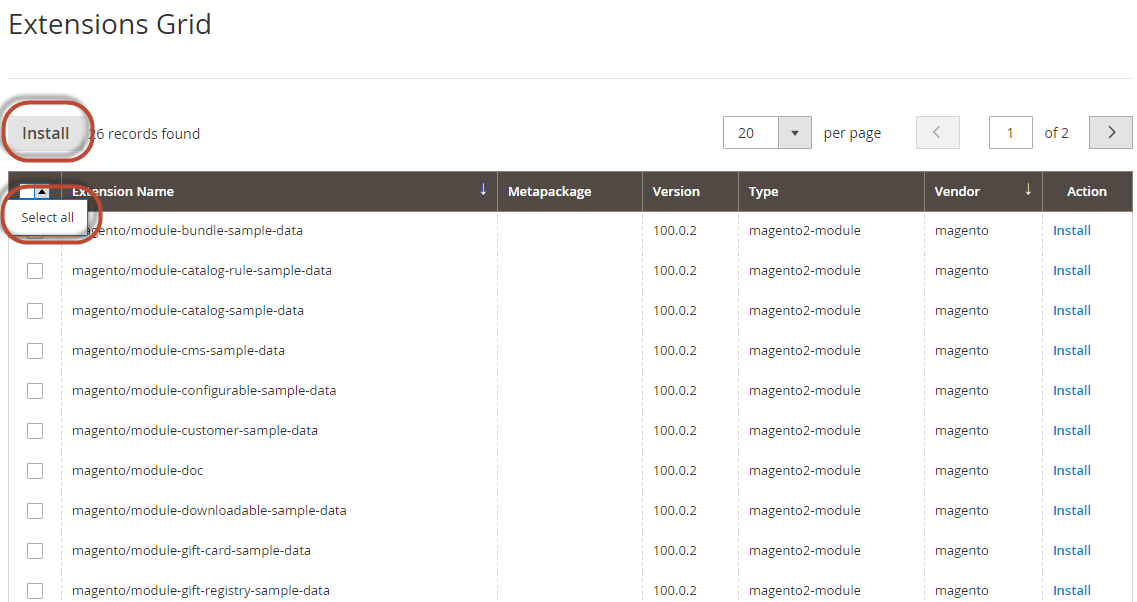 Extensions Grid
Install 26 records found 20 per page 1 of 2
Extension Name Metapackage Version Type Vendor Action
Select all
magento/module-bundle-sample-data 100.0.2 magento2-module magento Install
magento/module-catalog-rule-sample-data 100.0.2 magento2-module magento Install
magento/module-catalog-sample-data 100.0.2 magento2-module magento Install
magento/module-cms-sample-data 100.0.2 magento2-module magento Install
magento/module-configurable-sample-data 100.0.2 magento2-module magento Install
magento/module-customer-sample-data 100.0.2 magento2-module magento Install
magento/module-doc 100.0.2 magento2-module magento Install
magento/module-downloadable-sample-data 100.0.2 magento2-module magento Install
magento/module-gift-card-sample-data 100.0.2 magento2-module magento Install
magento/module-gift-registry-sample-data 100.0.2 magento2-module magento Install